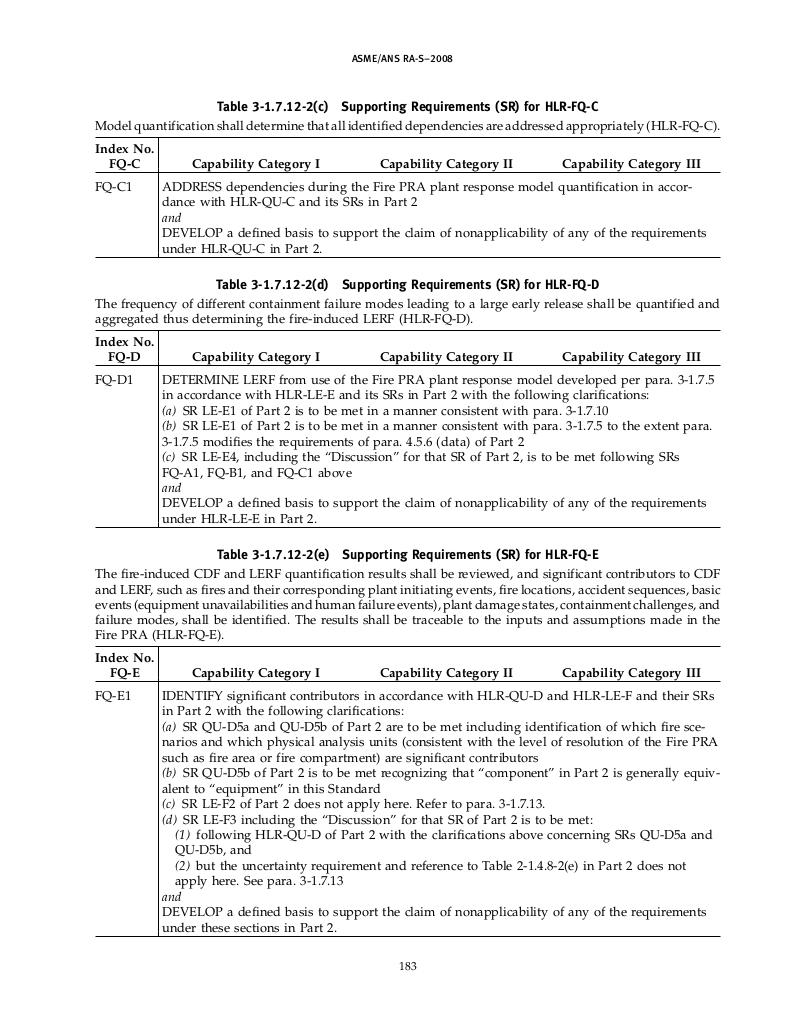 ASME/ANS RA-S–2008
Table 3-1.7.12-2(c) Supporting Requirements (SR) for HLR-FQ-C
Model quantification shall determine that all identified dependencies are addressed appropriately (HLR-FQ-C).
Index No.
FQ-C Capability Category I Capability Category II Capability Category III
FQ-C1 ADDRESS dependencies during the Fire PRA plant response model quantification in accor-
dance with HLR-QU-C and its SRs in Part 2
and
DEVELOP a defined basis to support the claim of nonapplicability of any of the requirements
under HLR-QU-C in Part 2.
Table 3-1.7.12-2(d) Supporting Requirements (SR) for HLR-FQ-D
The frequency of different containment failure modes leading to a large early release shall be quantified and
aggregated thus determining the fire-induced LERF (HLR-FQ-D).
Index No.
FQ-D Capability Category I Capability Category II Capability Category III
FQ-D1 DETERMINE LERF from use of the Fire PRA plant response model developed per para. 3-1.7.5
in accordance with HLR-LE-E and its SRs in Part 2 with the following clarifications:
(a) SR LE-E1 of Part 2 is to be met in a manner consistent with para. 3-1.7.10
(b) SR LE-E1 of Part 2 is to be met in a manner consistent with para. 3-1.7.5 to the extent para.
3-1.7.5 modifies the requirements of para. 4.5.6 (data) of Part 2
(c) SR LE-E4, including the “Discussion” for that SR of Part 2, is to be met following SRs
FQ-A1, FQ-B1, and FQ-C1 above
and
DEVELOP a defined basis to support the claim of nonapplicability of any of the requirements
under HLR-LE-E in Part 2.
Table 3-1.7.12-2(e) Supporting Requirements (SR) for HLR-FQ-E
The fire-induced CDF and LERF quantification results shall be reviewed, and significant contributors to CDF
and LERF, such as fires and their corresponding plant initiating events, fire locations, accident sequences, basic
events (equipment unavailabilities and human failure events), plant damage states, containment challenges, and
failure modes, shall be identified. The results shall be traceable to the inputs and assumptions made in the
Fire PRA (HLR-FQ-E).
Index No.
FQ-E Capability Category I Capability Category II Capability Category III
FQ-E1 IDENTIFY significant contributors in accordance with HLR-QU-D and HLR-LE-F and their SRs
in Part 2 with the following clarifications:
(a) SR QU-D5a and QU-D5b of Part 2 are to be met including identification of which fire sce-
narios and which physical analysis units (consistent with the level of resolution of the Fire PRA
such as fire area or fire compartment) are significant contributors
(b) SR QU-D5b of Part 2 is to be met recognizing that “component” in Part 2 is generally equiv-
alent to “equipment” in this Standard
(c) SR LE-F2 of Part 2 does not apply here. Refer to para. 3-1.7.13.
(d) SR LE-F3 including the “Discussion” for that SR of Part 2 is to be met:
(1) following HLR-QU-D of Part 2 with the clarifications above concerning SRs QU-D5a and
QU-D5b, and
(2) but the uncertainty requirement and reference to Table 2-1.4.8-2(e) in Part 2 does not
apply here. See para. 3-1.7.13
and
DEVELOP a defined basis to support the claim of nonapplicability of any of the requirements
under these sections in Part 2.
183